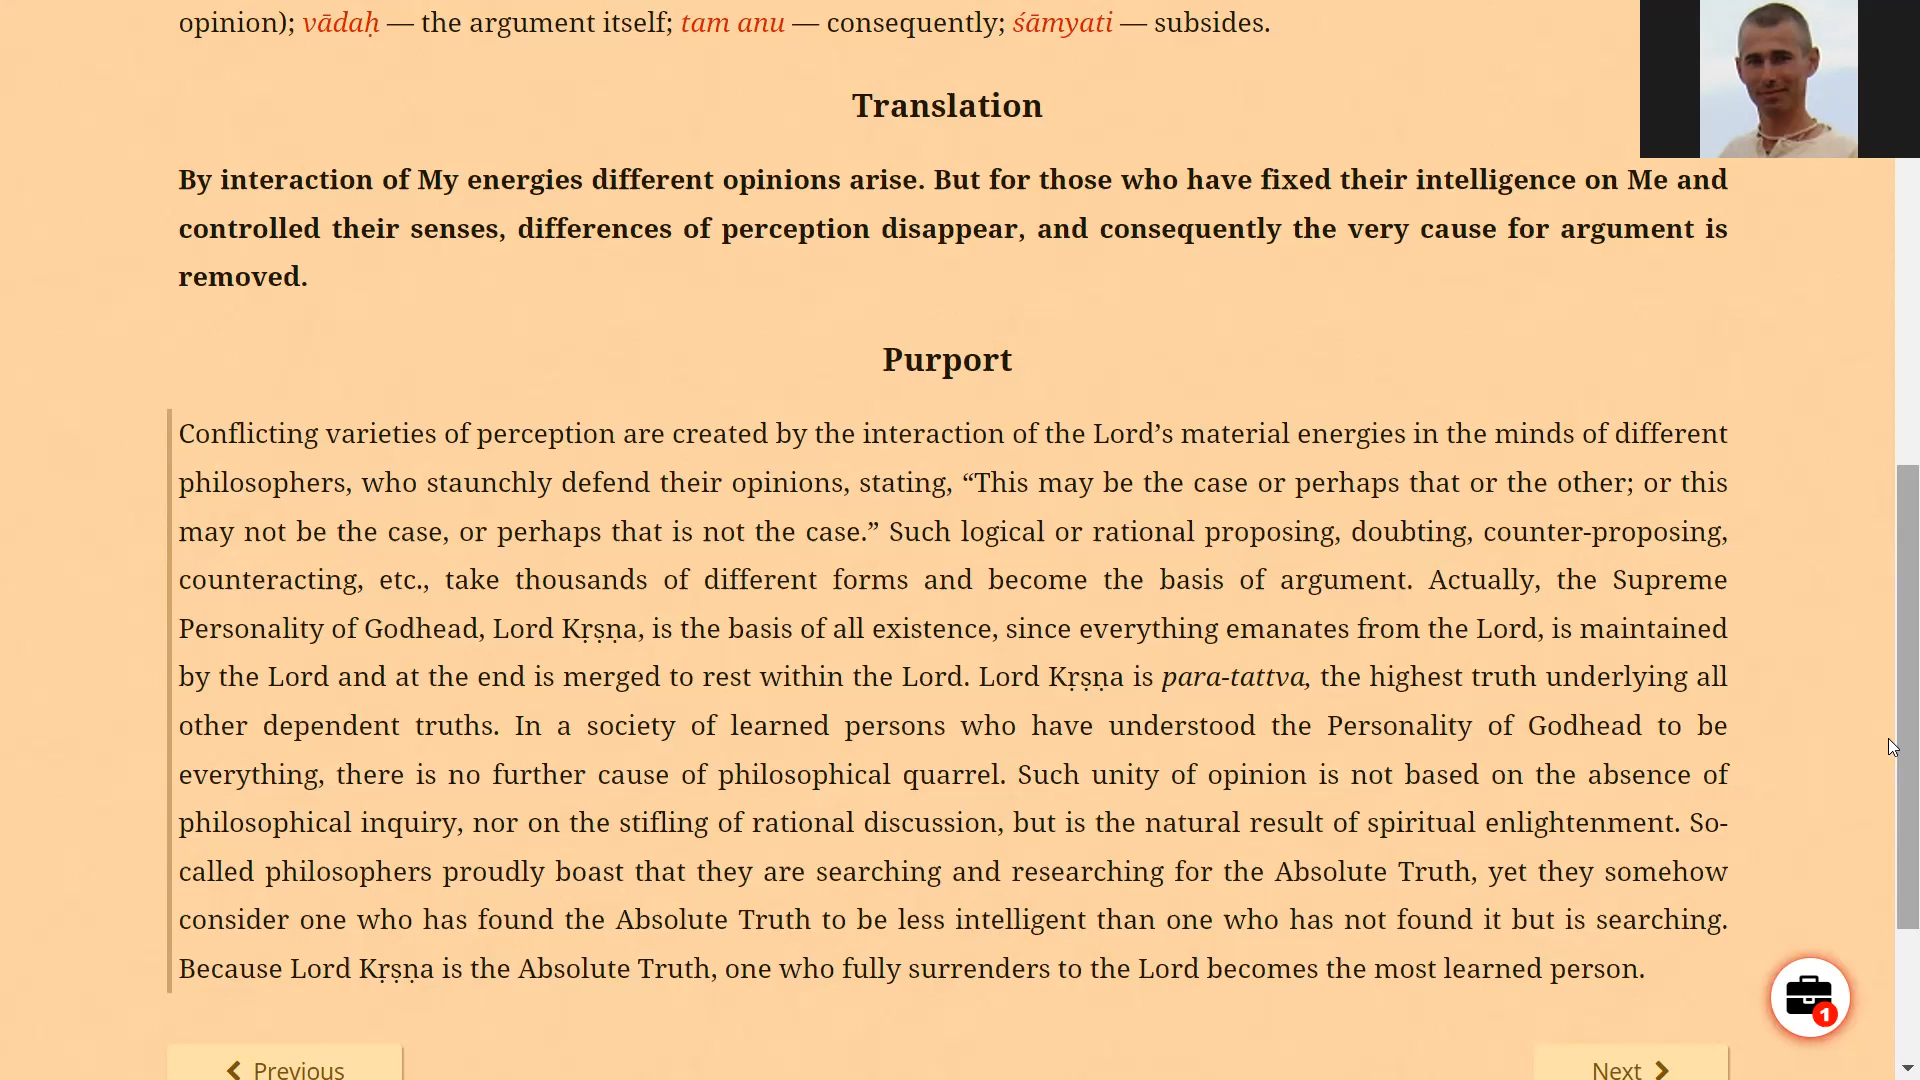 opinion); vādaḥ — the argument itself; tam anu — consequently; śāmyati — subsides.
Translation
By interaction of My energies different opinions arise. But for those who have fixed their intelligence on Me and
controlled their senses, differences of perception disappear, and consequently the very cause for argument is
removed.
Purport
Conflicting varieties of perception are created by the interaction of the Lord’s material energies in the minds of different
philosophers, who staunchly defend their opinions, stating, “This may be the case or perhaps that or the other; or this
may not be the case, or perhaps that is not the case.” Such logical or rational proposing, doubting, counter-proposing,
counteracting, etc., take thousands of different forms and become the basis of argument. Actually, the Supreme
Personality of Godhead, Lord Kṛṣṇa, is the basis of all existence, since everything emanates from the Lord, is maintained
by the Lord and at the end is merged to rest within the Lord. Lord Kṛṣṇa is para-tattva, the highest truth underlying all
other dependent truths. In a society of learned persons who have understood the Personality of Godhead to be
everything, there is no further cause of philosophical quarrel. Such unity of opinion is not based on the absence of
philosophical inquiry, nor on the stifling of rational discussion, but is the natural result of spiritual enlightenment. So-
called philosophers proudly boast that they are searching and researching for the Absolute Truth, yet they somehow
consider one who has found the Absolute Truth to be less intelligent than one who has not found it but is searching.
Because Lord Kṛṣṇa is the Absolute Truth, one who fully surrenders to the Lord becomes the most learned person.
1
Previous
Next